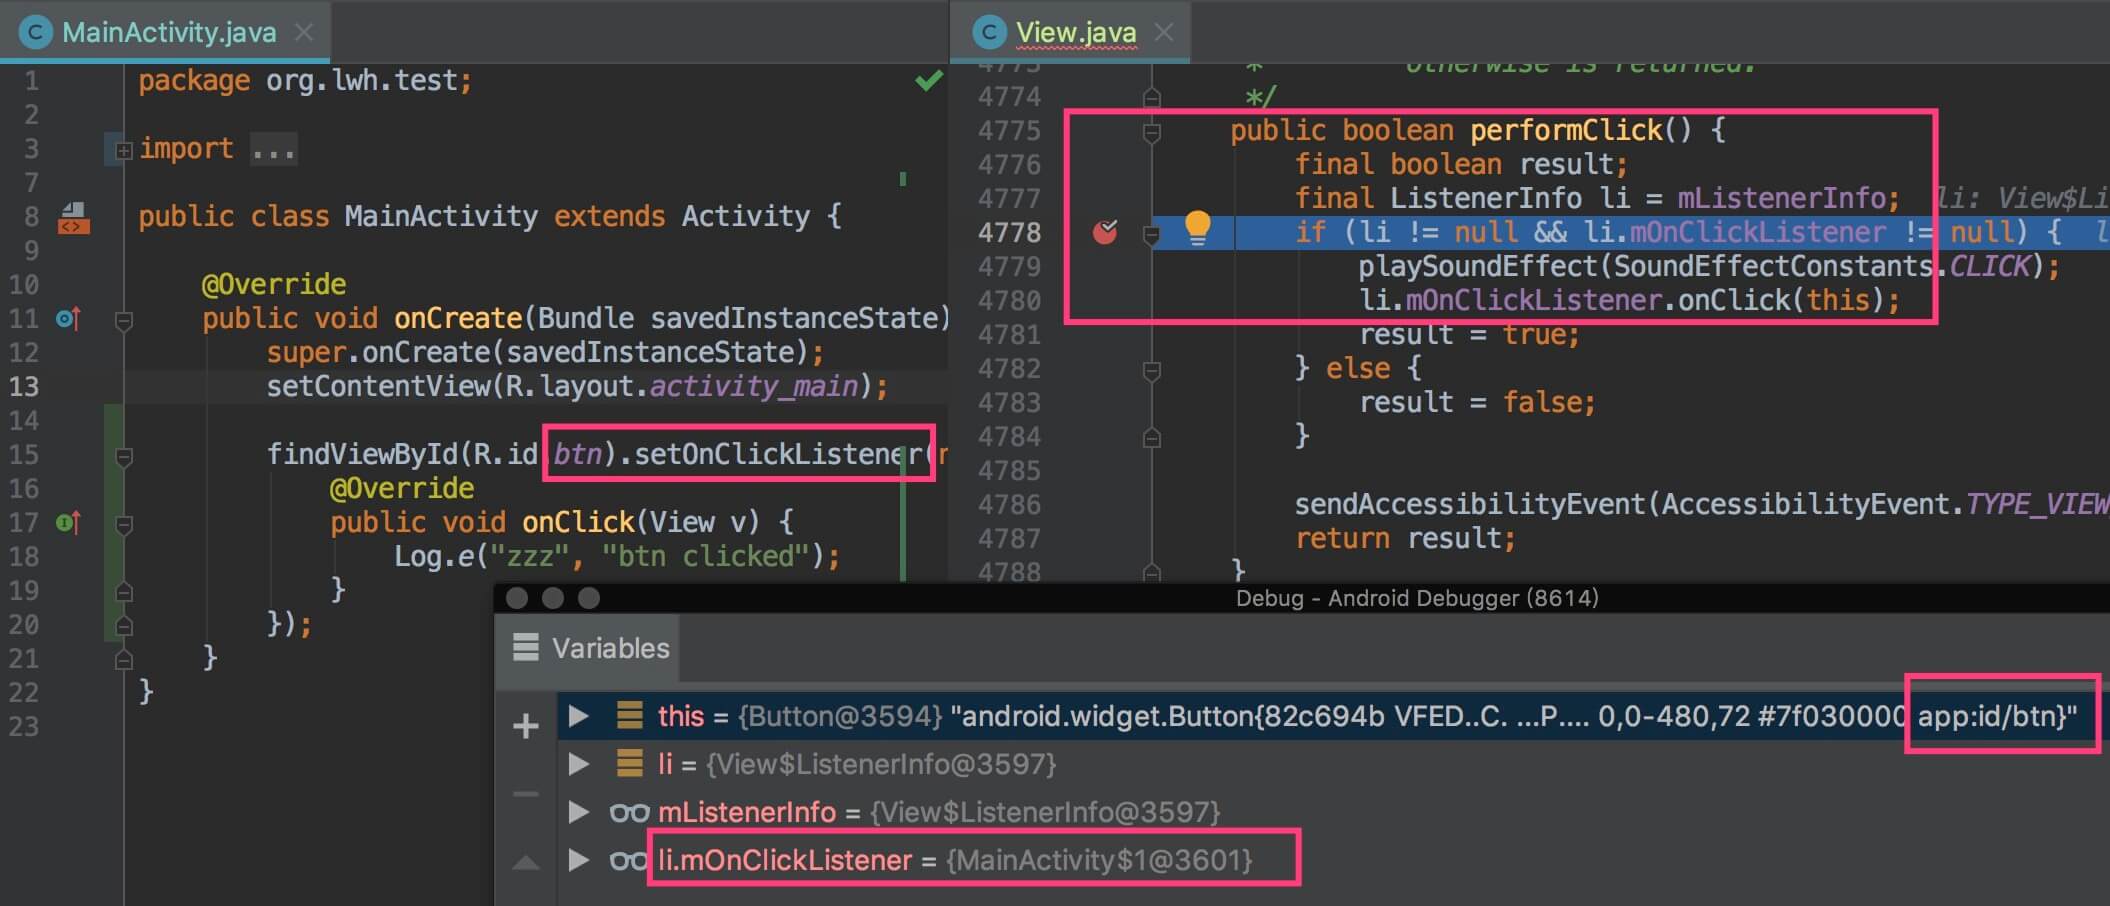 MainActivity.java
1 package org.lwh.test;
2
3 import ...
7
8 public class MainActivity extends Activity {
9
10 @Override
11 public void onCreate(Bundle savedInstanceState)
12 super.onCreate(savedInstanceState);
13 setContentView(R.layout.activity_main);
14
15 findViewById(R.id.btn).setOnClickListener(n
16 @Override
17 public void onClick(View v) {
18 Log.e("zzz", "btn clicked");
19 }
20 });
21 }
22 }
23
View.java
4773 * otherwise is returned.
4774 */
4775 public boolean performClick() {
4776 final boolean result;
4777 final ListenerInfo li = mListenerInfo; li: View$Li
4778 if (li != null && li.mOnClickListener != null) { l
4779 playSoundEffect(SoundEffectConstants.CLICK);
4780 li.mOnClickListener.onClick(this);
4781 result = true;
4782 } else {
4783 result = false;
4784 }
4785
4786 sendAccessibilityEvent(AccessibilityEvent.TYPE_VIEW
4787 return result;
4788 }
Debug - Android Debugger (8614)
Variables
this = {Button@3594} "android.widget.Button{82c694b VFED..C. ...P.... 0,0-480,72 #7f030000 app:id/btn}"
li = {View$ListenerInfo@3597}
mListenerInfo = {View$ListenerInfo@3597}
li.mOnClickListener = {MainActivity$1@3601}